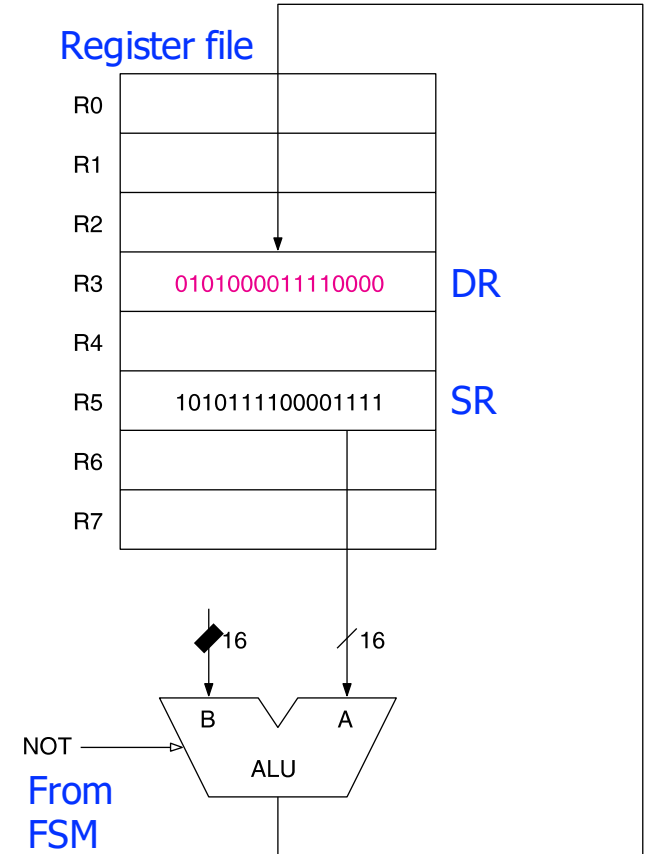 Register file
R0
R1
R2
R3 0101000011110000 DR
R4
R5 1010111100001111 SR
R6
R7
16 16
B A
NOT
ALU
From
FSM